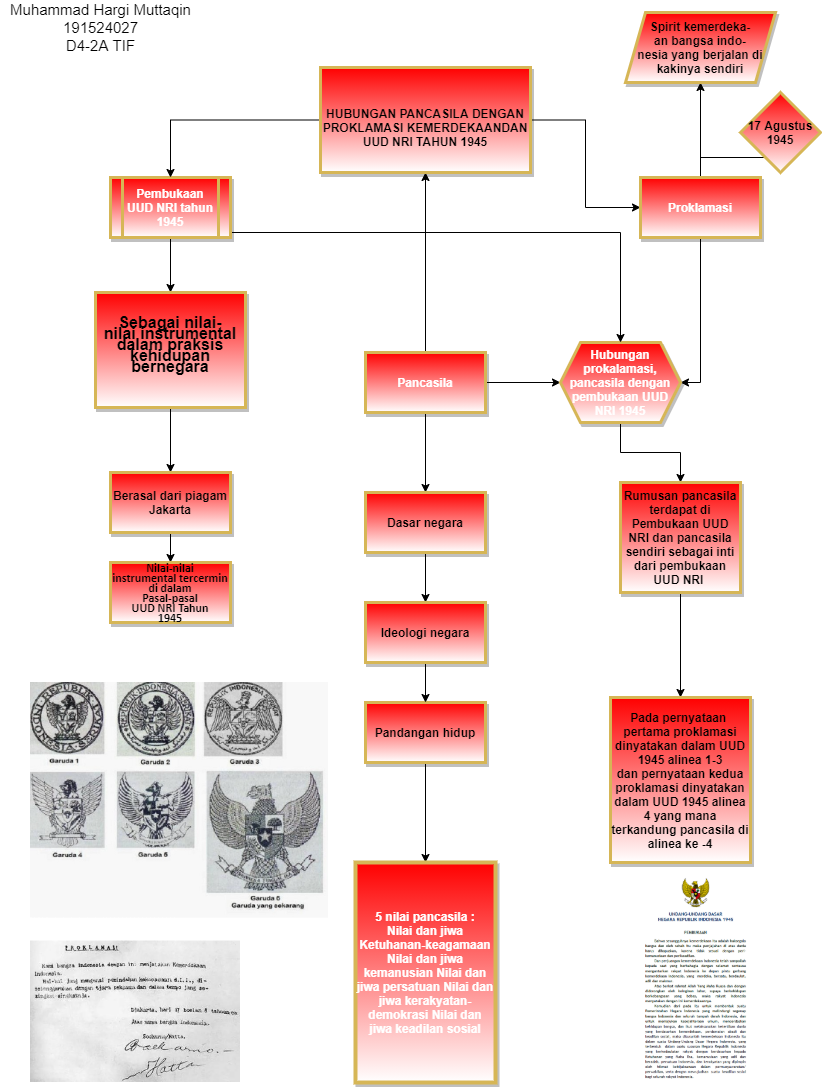 Muhammad Hargi Muttaqin
191524027
D4-2A TIF
Spirit kemerdeka-
an bangsa indo-
nesia yang berjalan di
kakinya sendiri
HUBUNGAN PANCASILA DENGAN
PROKLAMASI KEMERDEKAANDAN
UUD NRI TAHUN 1945
17 Agustus
1945
Pembukaan
UUD NRI tahun
1945
Proklamasi
Sebagai nilai-
nilai instrumental
dalam praksis
kehidupan
bernegara
Pancasila
Hubungan
prokalamasi,
pancasila dengan
pembukaan UUD
NRI 1945
Berasal dari piagam
Jakarta
Dasar negara
Rumusan pancasila
terdapat di
Pembukaan UUD
NRI dan pancasila
sendiri sebagai inti
dari pembukaan
UUD NRI
Nilai-nilai
instrumental tercermin
di dalam
Pasal-pasal
UUD NRI Tahun
1945
Ideologi negara
Pandangan hidup
Pada pernyataan
pertama proklamasi
dinyatakan dalam UUD
1945 alinea 1-3
dan pernyataan kedua
proklamasi dinyatakan
dalam UUD 1945 alinea
4 yang mana
terkandung pancasila di
alinea ke -4
Garuda 1
Garuda 2
Garuda 3
Garuda 4
Garuda 5
Garuda 6
Garuda yang sekarang
5 nilai pancasila :
Nilai dan jiwa
Ketuhanan-keagamaan
Nilai dan jiwa
kemanusian Nilai dan
jiwa persatuan Nilai dan
jiwa kerakyatan-
demokrasi Nilai dan
jiwa keadilan sosial
PROKLAMASI
Kami bangsa Indonesia dengan ini menjatakan Kemerdekaan
Indonesia.
Hal-hal jang mengenai pemindahan kekoeasaan d.l.l., di-
selenggarakan dengan tjara seksama dan dalam tempo jang se-
singkat-singkatnja.
Djakarta, hari 17 boelan 8 tahoen 05
Atas nama bangsa Indonesia.
Soekarno/Hatta.
UNDANG-UNDANG DASAR
NEGARA REPUBLIK INDONESIA 1945
PEMBUKAAN